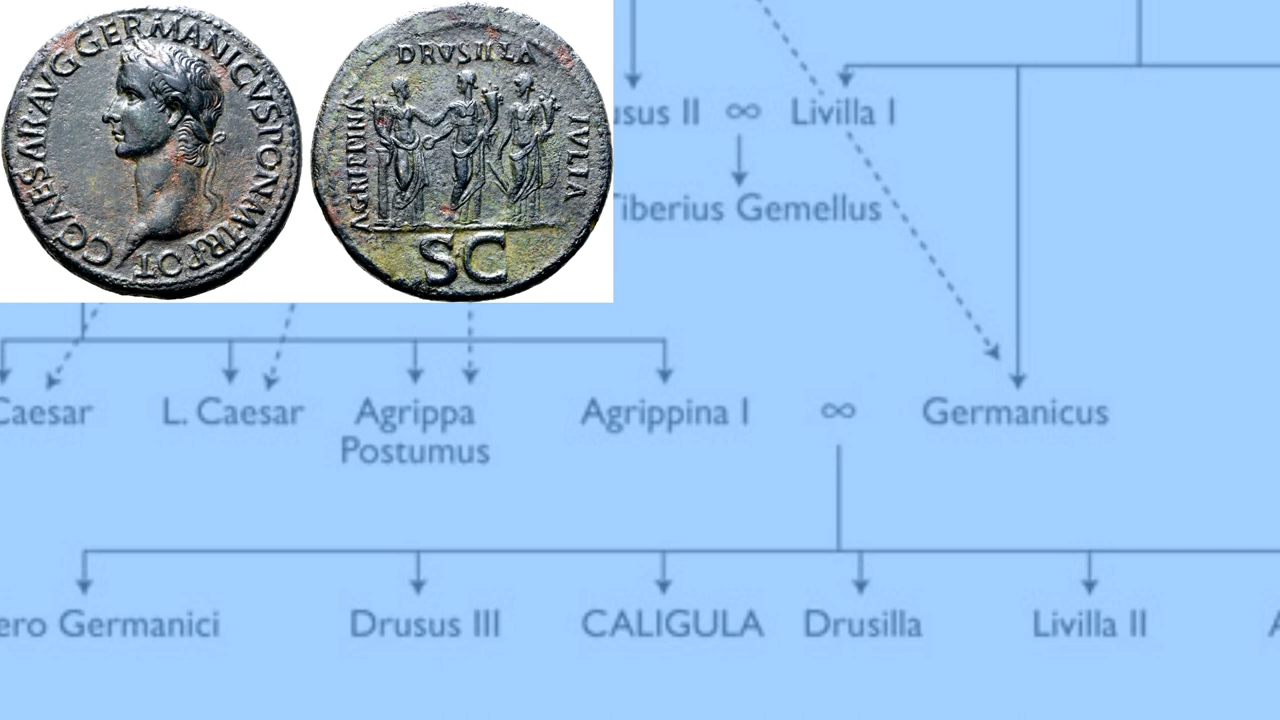 C CAESAR AVG GERMANICVS PON M TR POT
AGRIPPINA DRVSILLA IVLIA
S C
usus II ∞ Livilla I
Tiberius Gemellus
Caesar L. Caesar Agrippa Agrippina I ∞ Germanicus
Postumus
ero Germanici Drusus III CALIGULA Drusilla Livilla II A